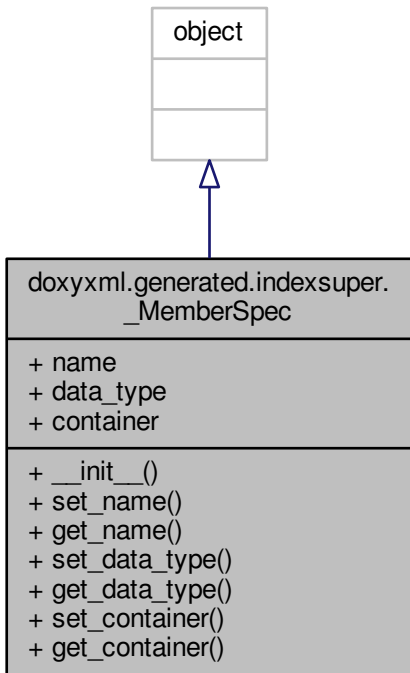 object
doxyxml.generated.indexsuper.
_MemberSpec
+ name
+ data_type
+ container
+ __init__()
+ set_name()
+ get_name()
+ set_data_type()
+ get_data_type()
+ set_container()
+ get_container()